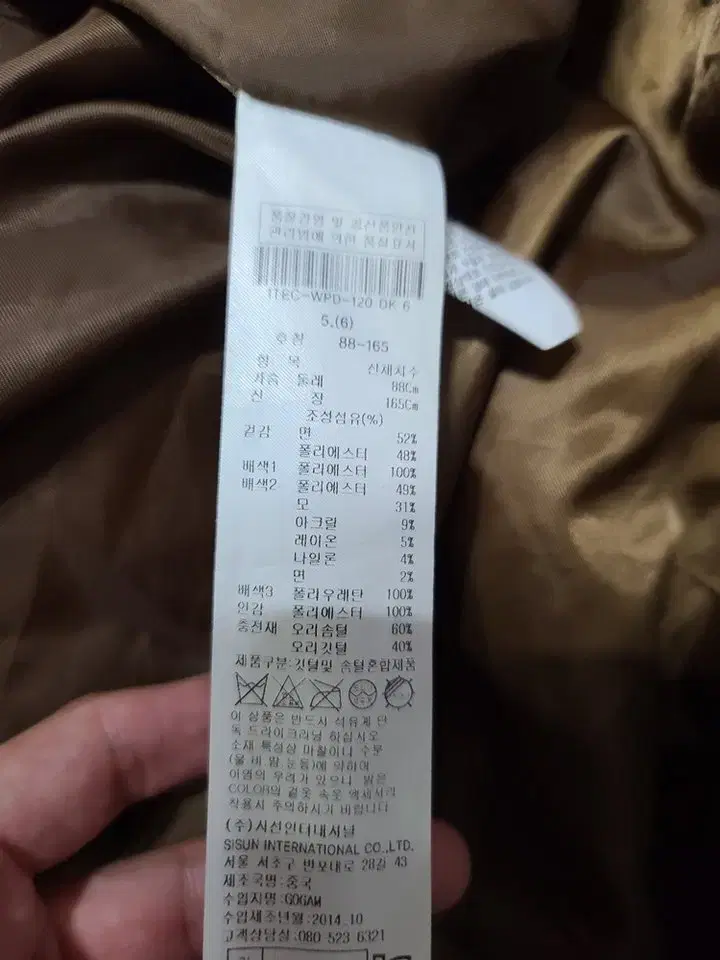 품질경영 및 공산품안전
관리법에 의한 품질표시
1TEC-WPD-120 DK 6
5.(6)
호칭 88-165
항 목 신체치수
가슴 둘레 88Cm
신 장 165Cm
조성섬유(%)
겉감 면 52%
폴리에스터 48%
배색1 폴리에스터 100%
배색2 폴리에스터 49%
모 31%
아크릴 9%
레이온 5%
나일론 4%
면 2%
배색3 폴라우레탄 100%
인감 폴리에스터 100%
충전재 오리솜털 60%
오리깃털 40%
제품구분:깃털및 솜털혼합제품
이 상품은 반드시 석유계 단
독 드라이크리닝 하십시오
소재 특성상 마찰이나 수분
(물 비 땀 눈등)에 약하며
이염의 우려가 있으니 밝은
COLOR의 겉옷 속옷 액세서리
착용시 주의하시기 바랍니다
(주)시선인터내셔널
SISUN INTERNATIONAL CO.,LTD.
서울 서초구 반포대로 28길 43
제조국명:중국
수입자명:GOGAM
수입제조년월:2014.10
고객상담실:080 523 6321